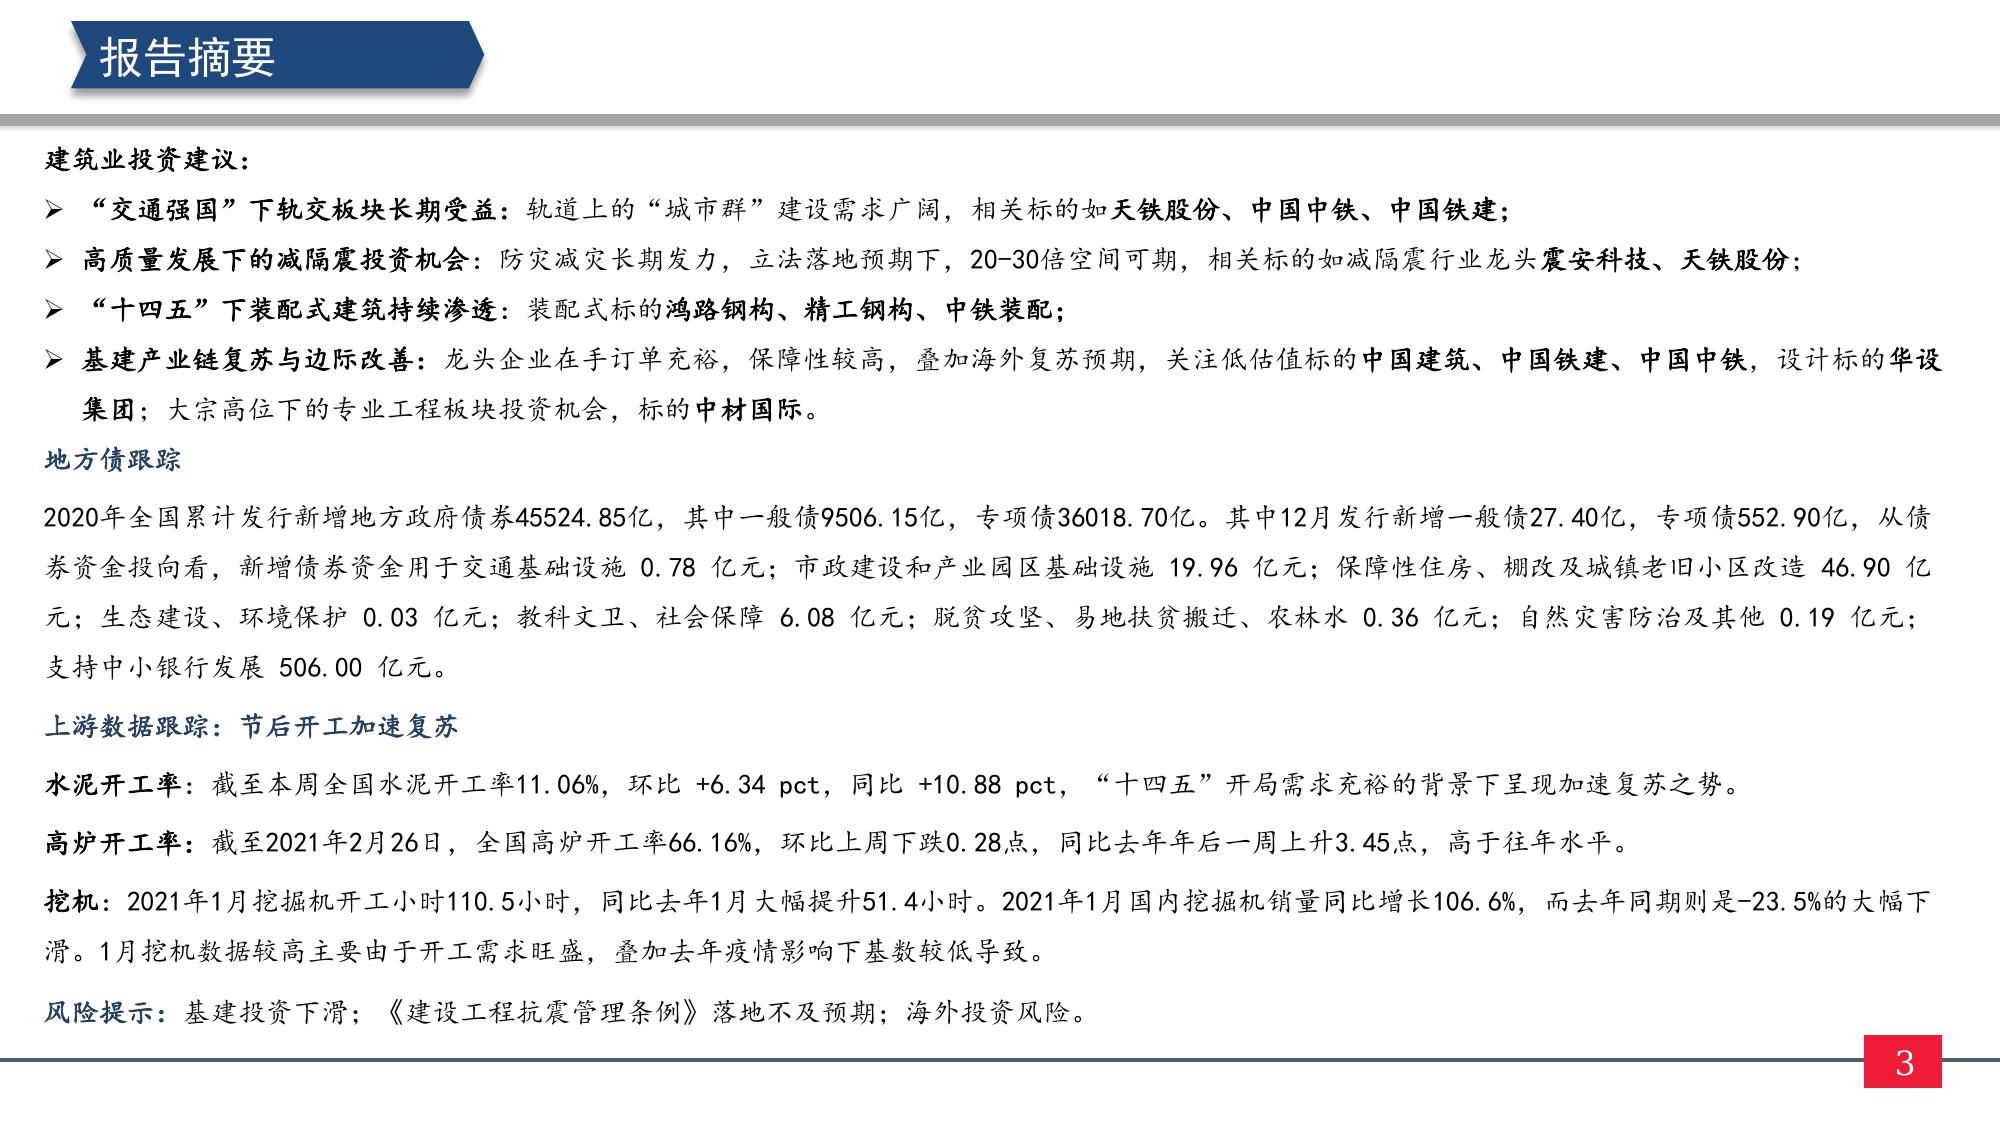 报告摘要
建筑业投资建议：
“交通强国”下轨交板块长期受益：轨道上的“城市群”建设需求广阔，相关标的如天铁股份、中国中铁、中国铁建；
高质量发展下的减隔震投资机会：防灾减灾长期发力，立法落地预期下，20-30倍空间可期，相关标的如减隔震行业龙头震安科技、天铁股份；
“十四五”下装配式建筑持续渗透：装配式标的鸿路钢构、精工钢构、中铁装配；
基建产业链复苏与边际改善：龙头企业在手订单充裕，保障性较高，叠加海外复苏预期，关注低估值标的中国建筑、中国铁建、中国中铁，设计标的华设
集团；大宗高位下的专业工程板块投资机会，标的中材国际。
地方债跟踪
2020年全国累计发行新增地方政府债券45524.85亿，其中一般债9506.15亿，专项债36018.70亿。其中12月发行新增一般债27.40亿，专项债552.90亿，从债
券资金投向看，新增债券资金用于交通基础设施 0.78 亿元；市政建设和产业园区基础设施 19.96 亿元；保障性住房、棚改及城镇老旧小区改造 46.90 亿
元；生态建设、环境保护 0.03 亿元；教科文卫、社会保障 6.08 亿元；脱贫攻坚、易地扶贫搬迁、农林水 0.36 亿元；自然灾害防治及其他 0.19 亿元；
支持中小银行发展 506.00 亿元。
上游数据跟踪：节后开工加速复苏
水泥开工率：截至本周全国水泥开工率11.06%，环比 +6.34 pct，同比 +10.88 pct，“十四五”开局需求充裕的背景下呈现加速复苏之势。
高炉开工率：截至2021年2月26日，全国高炉开工率66.16%，环比上周下跌0.28点，同比去年年后一周上升3.45点，高于往年水平。
挖机：2021年1月挖掘机开工小时110.5小时，同比去年1月大幅提升51.4小时。2021年1月国内挖掘机销量同比增长106.6%，而去年同期则是-23.5%的大幅下
滑。1月挖机数据较高主要由于开工需求旺盛，叠加去年疫情影响下基数较低导致。
风险提示：基建投资下滑；《建设工程抗震管理条例》落地不及预期；海外投资风险。
3